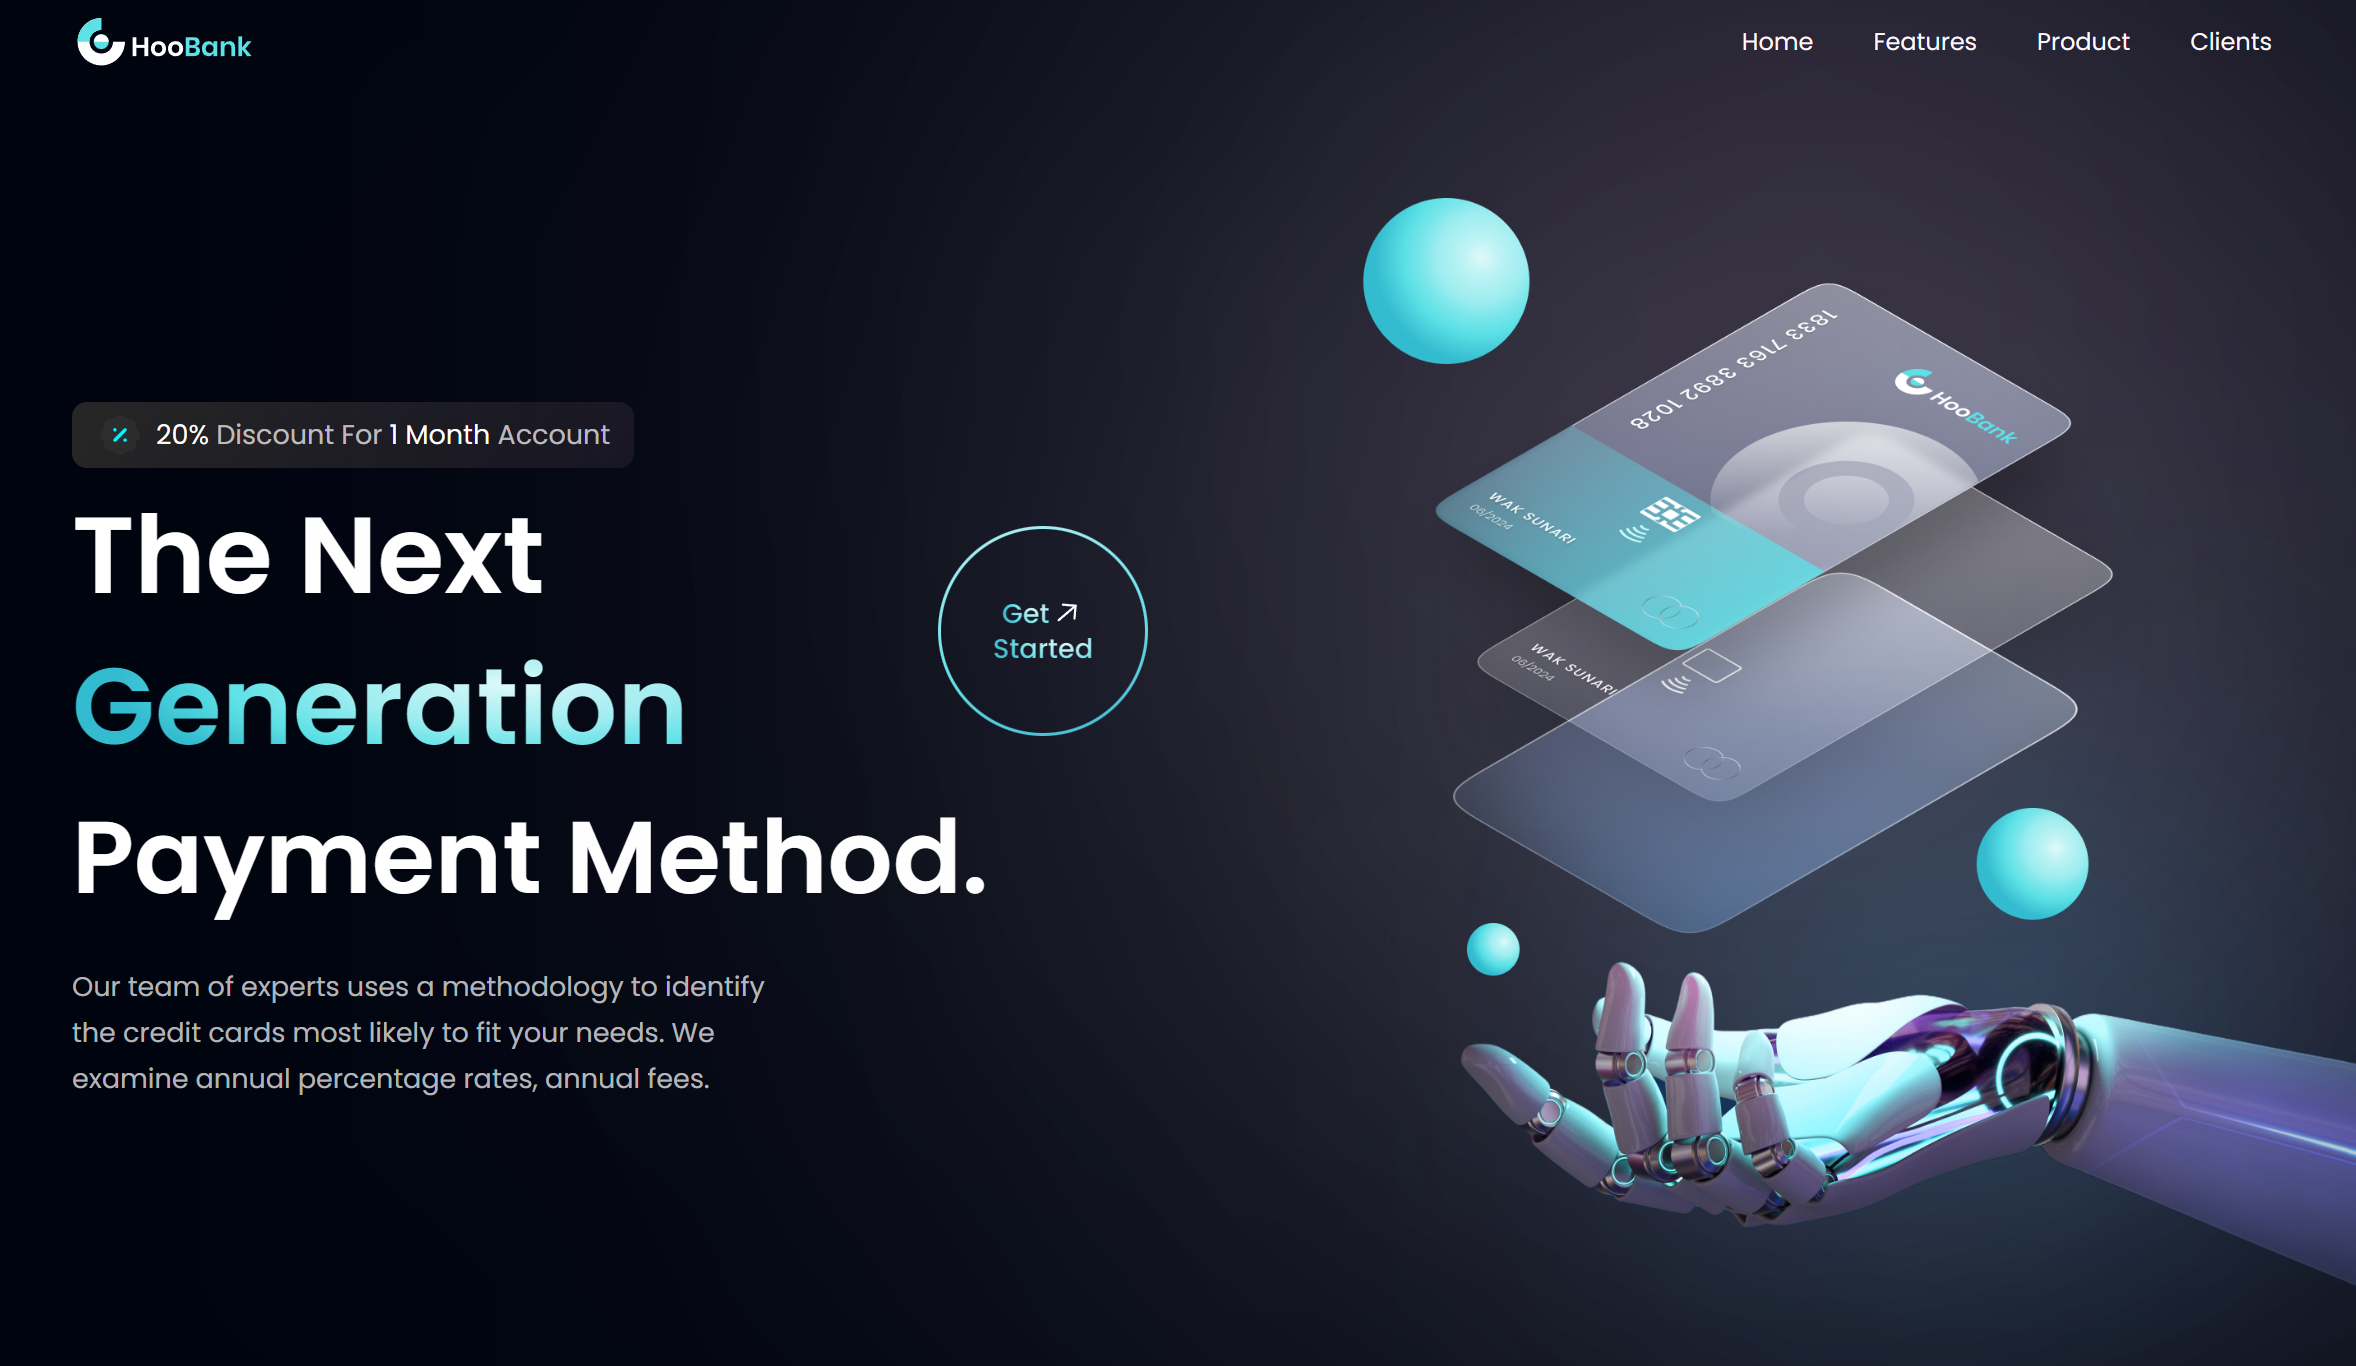 HooBank
Home
Features
Product
Clients
20% Discount For 1 Month Account
The Next
Generation
Payment Method.
Get
Started
Our team of experts uses a methodology to identify
the credit cards most likely to fit your needs. We
examine annual percentage rates, annual fees.
1833 7163 3892 1028
HooBank
WAK SUNARI
06/2024
WAK SUNARI
06/2024